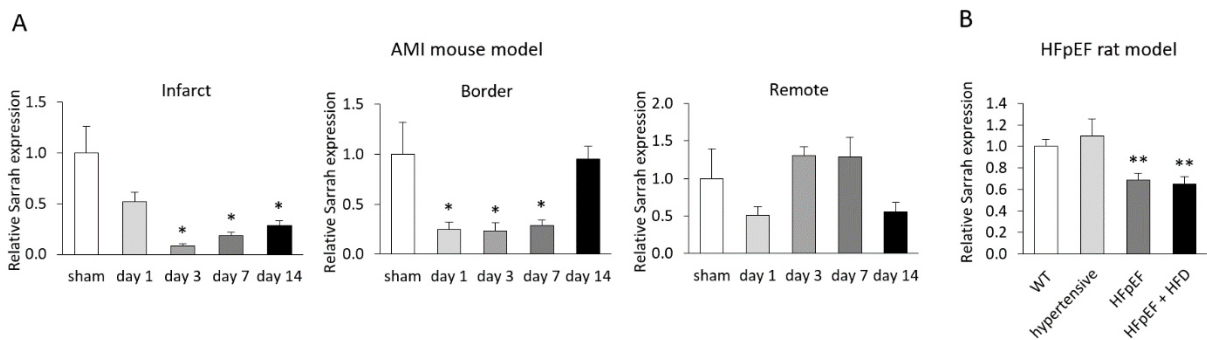 A
AMI mouse model
Infarct
Relative Sarrah expression
1.5
1.0
0.5
0.0
*
*
*
sham day 1 day 3 day 7 day 14
Border
Relative Sarrah expression
1.5
1.0
0.5
0.0
*
*
*
sham day 1 day 3 day 7 day 14
Remote
Relative Sarrah expression
2.0
1.5
1.0
0.5
0.0
sham day 1 day 3 day 7 day 14
B
HFpEF rat model
Relative Sarrah expression
1.4
1.2
1.0
0.8
0.6
0.4
0.2
0.0
**
**
WT
hypertensive
HFpEF
HFpEF + HFD